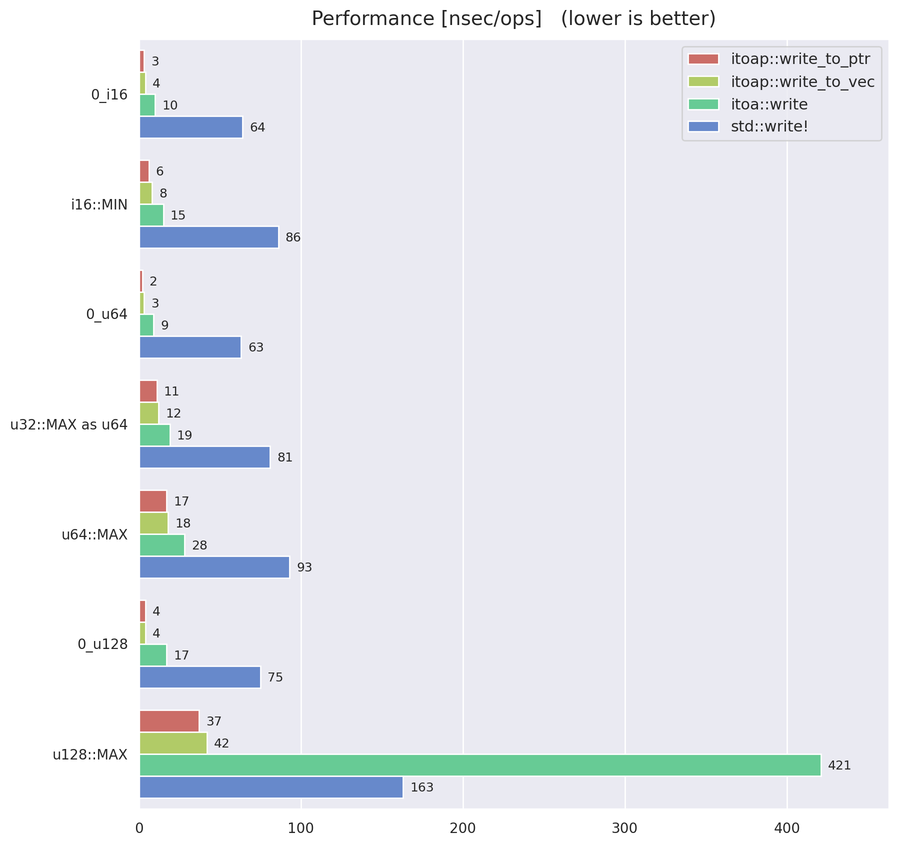 Performance [nsec/ops]   (lower is better)
itoap::write_to_ptr
itoap::write_to_vec
itoa::write
std::write!
0_i16
3
4
10
64
i16::MIN
6
8
15
86
0_u64
2
3
9
63
u32::MAX as u64
11
12
19
81
u64::MAX
17
18
28
93
0_u128
4
4
17
75
u128::MAX
37
42
421
163
0 100 200 300 400